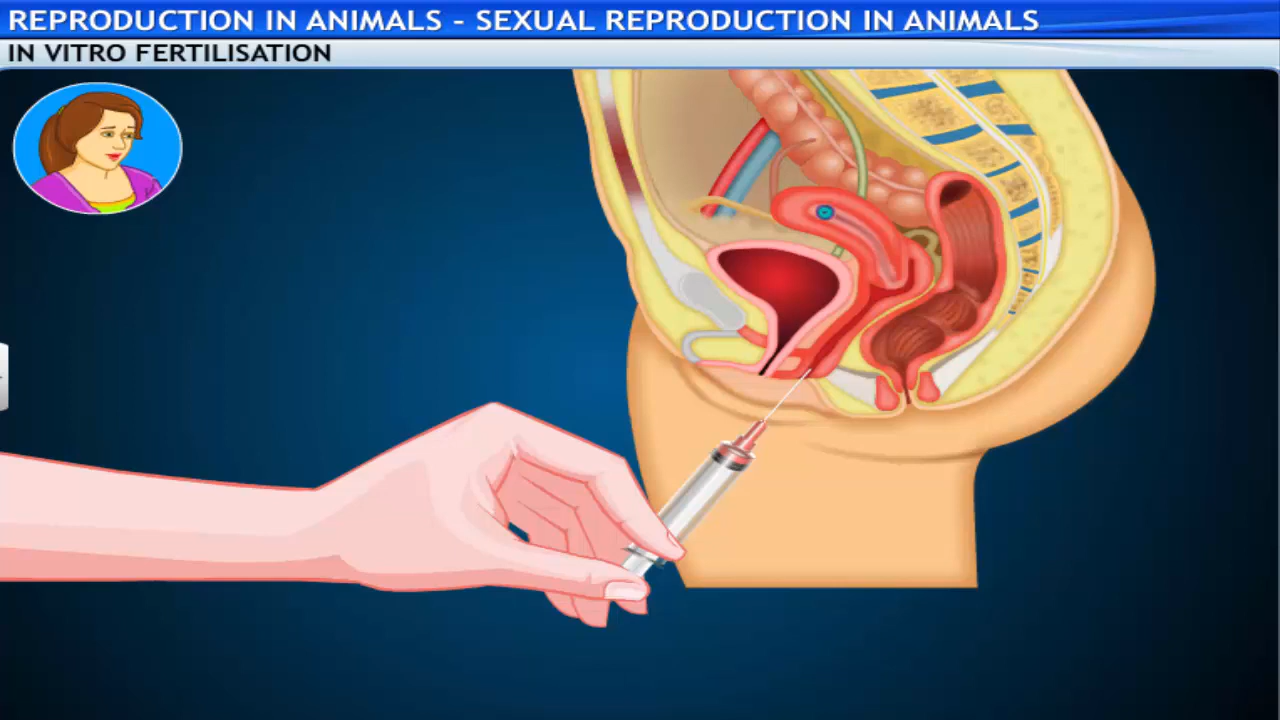 REPRODUCTION IN ANIMALS - SEXUAL REPRODUCTION IN ANIMALS
IN VITRO FERTILISATION